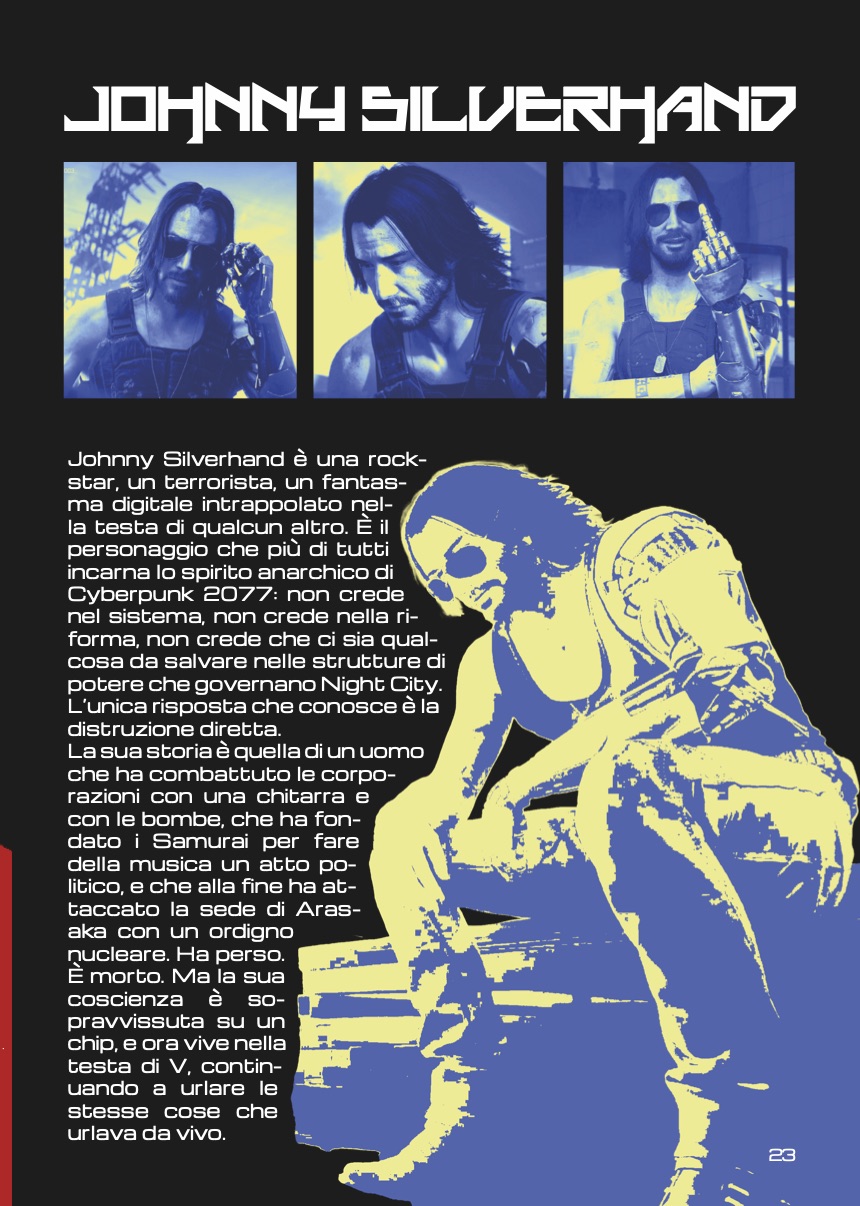 JOHNNY SILVERHAND
Johnny Silverhand è una rock-
star, un terrorista, un fantas-
ma digitale intrappolato nel-
la testa di qualcun altro. È il
personaggio che più di tutti
incarna lo spirito anarchico di
Cyberpunk 2077: non crede
nel sistema, non crede nella ri-
forma, non crede che ci sia qual-
cosa da salvare nelle strutture di
potere che governano Night City.
L'unica risposta che conosce è la
distruzione diretta.
La sua storia è quella di un uomo
che ha combattuto le corpo-
razioni con una chitarra e
con le bombe, che ha fon-
dato i Samurai per fare
della musica un atto po-
litico, e che alla fine ha at-
taccato la sede di Aras-
aka con un ordigno
nucleare. Ha perso.
È morto. Ma la sua
coscienza è so-
pravvissuta su un
chip, e ora vive nella
testa di V, contin-
uando a urlare le
stesse cose che
urlava da vivo.
23